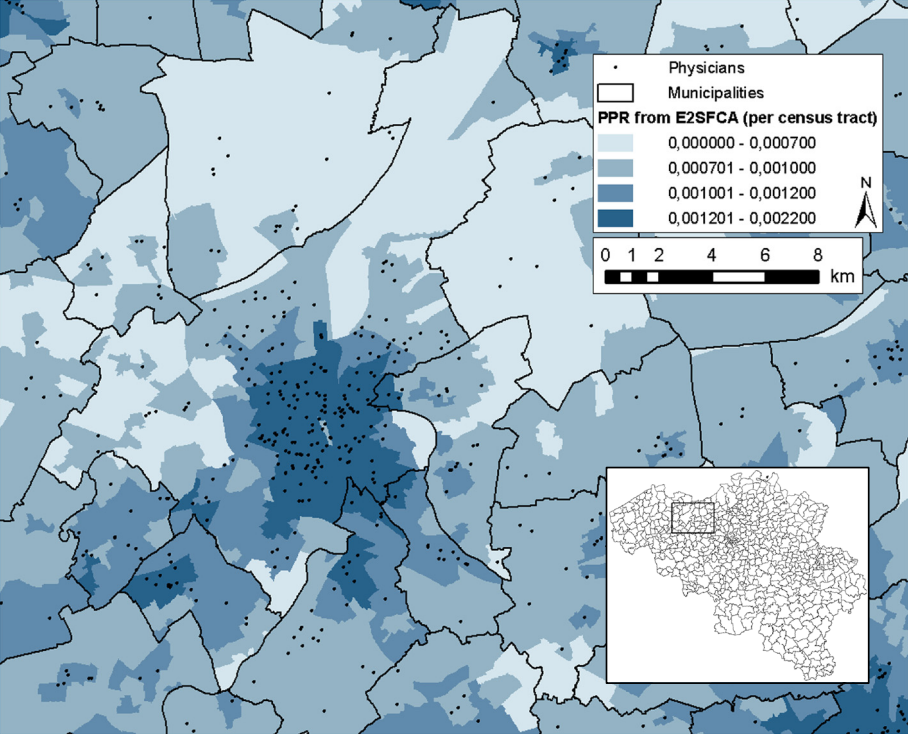 Physicians
Municipalities
PPR from E2SFCA (per census tract)
0,000000 - 0,000700
0,000701 - 0,001000
0,001001 - 0,001200
0,001201 - 0,002200
N
0 1 2 4 6 8
km